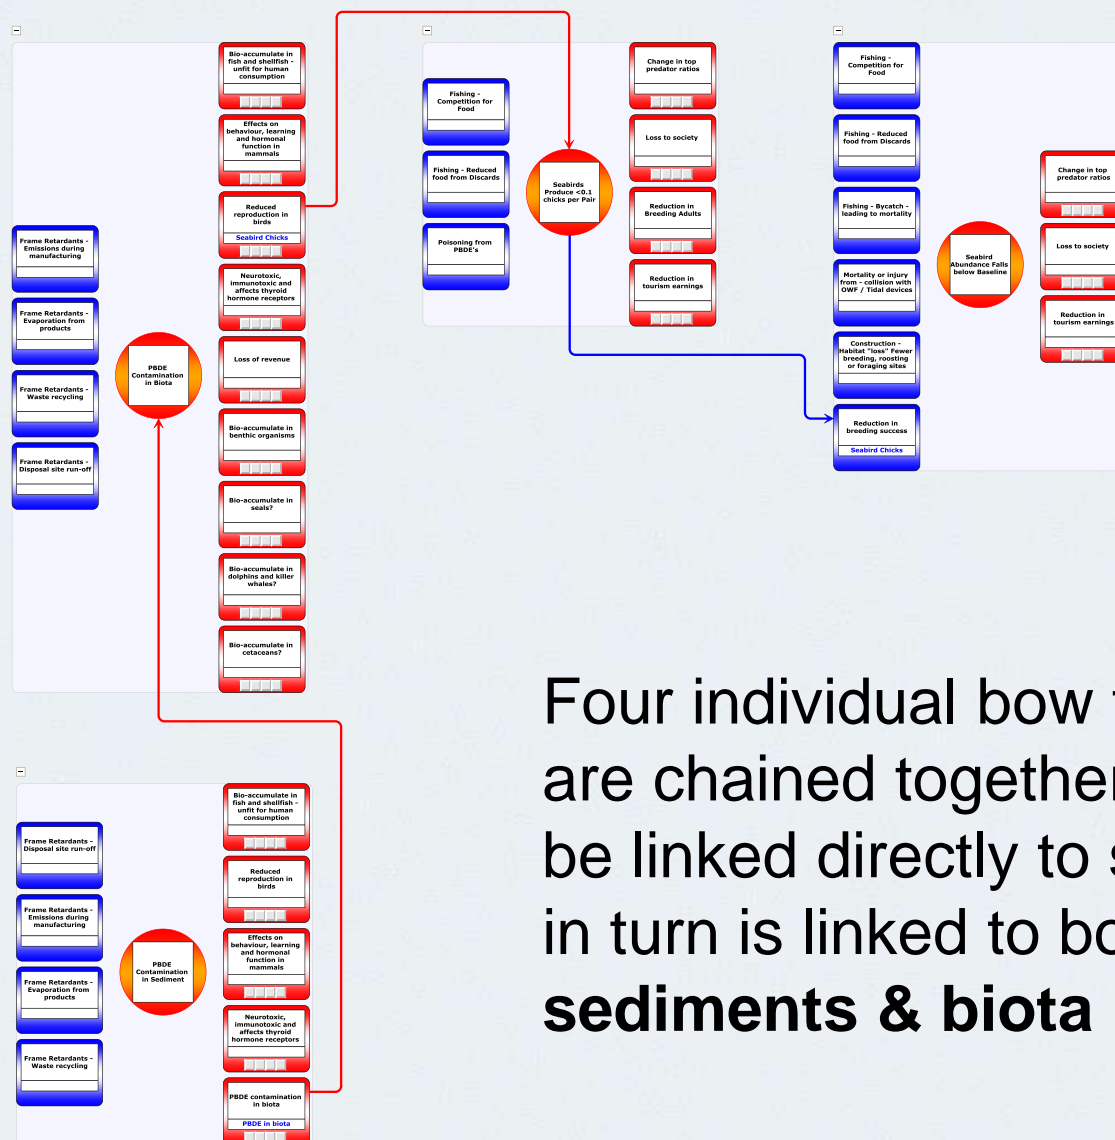 Bio-accumulate in
fish and shellfish -
unfit for human
consumption
Effects on
behaviour, learning
and hormonal
function in
mammals
Reduced
reproduction in
birds
Seabird Chicks
Neurotoxic,
immunotoxic and
affects thyroid
hormone receptors
Loss of revenue
Bio-accumulate in
benthic organisms
Bio-accumulate in
seals?
Bio-accumulate in
dolphins and killer
whales?
Bio-accumulate in
cetaceans?
Frame Retardants -
Emissions during
manufacturing
Frame Retardants -
Evaporation from
products
Frame Retardants -
Waste recycling
Frame Retardants -
Disposal site run-off
PBDE
Contamination
in Biota
Fishing -
Competition for
Food
Fishing - Reduced
food from Discards
Poisoning from
PBDE's
Seabirds
Produce <0.1
chicks per Pair
Change in top
predator ratios
Loss to society
Reduction in
Breeding Adults
Reduction in
tourism earnings
Fishing -
Competition for
Food
Fishing - Reduced
food from Discards
Fishing - Bycatch -
leading to mortality
Mortality or injury
from - collision with
OWF / Tidal devices
Construction -
Habitat "loss" Fewer
breeding, roosting
or foraging sites
Reduction in
breeding success
Seabird Chicks
Seabird
Abundance Falls
below Baseline
Change in top
predator ratios
Loss to society
Reduction in
tourism earnings
Frame Retardants -
Disposal site run-off
Frame Retardants -
Emissions during
manufacturing
Frame Retardants -
Evaporation from
products
Frame Retardants -
Waste recycling
PBDE
Contamination
in Sediment
Bio-accumulate in
fish and shellfish -
unfit for human
consumption
Reduced
reproduction in
birds
Effects on
behaviour, learning
and hormonal
function in
mammals
Neurotoxic,
immunotoxic and
affects thyroid
hormone receptors
PBDE contamination
in biota
PBDE in biota
Four individual bow
are chained together
be linked directly to
in turn is linked to
sediments & biota